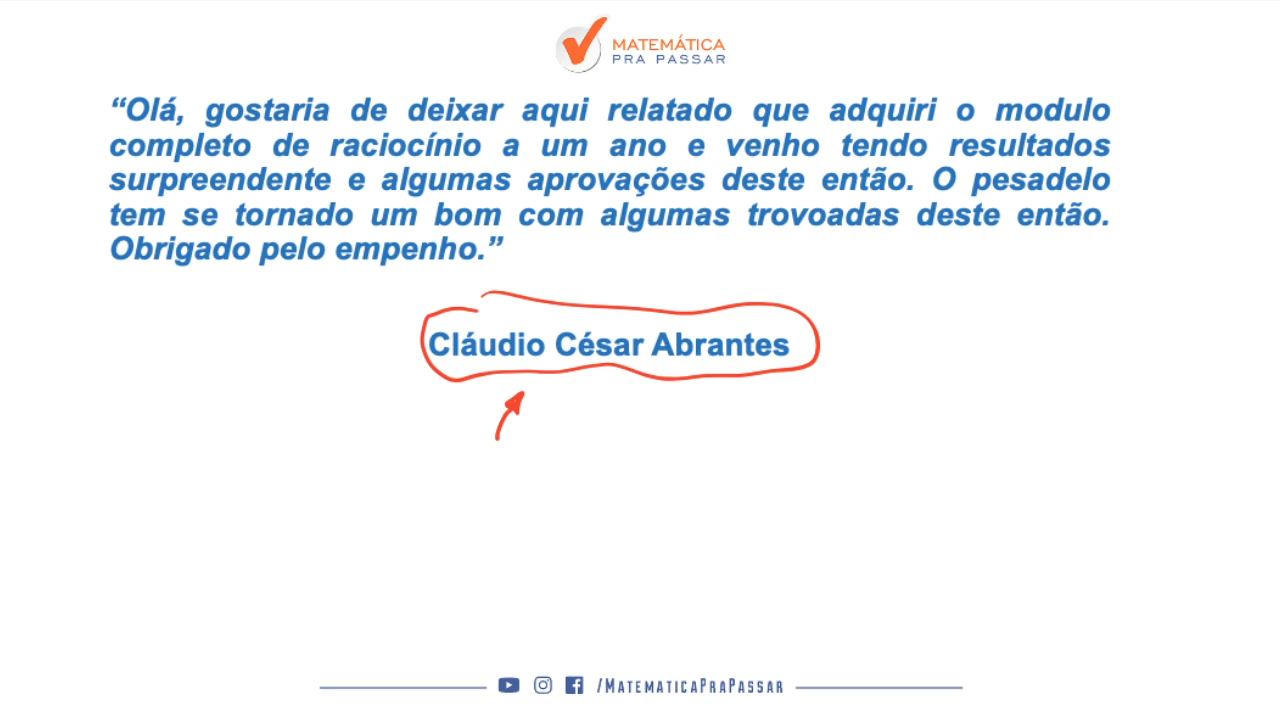 MATEMÁTICA
PRA PASSAR
“Olá, gostaria de deixar aqui relatado que adquiri o modulo
completo de raciocínio a um ano e venho tendo resultados
surpreendente e algumas aprovações deste então. O pesadelo
tem se tornado um bom com algumas trovoadas deste então.
Obrigado pelo empenho.”
Cláudio César Abrantes
/MATEMATICAPRAPASSAR